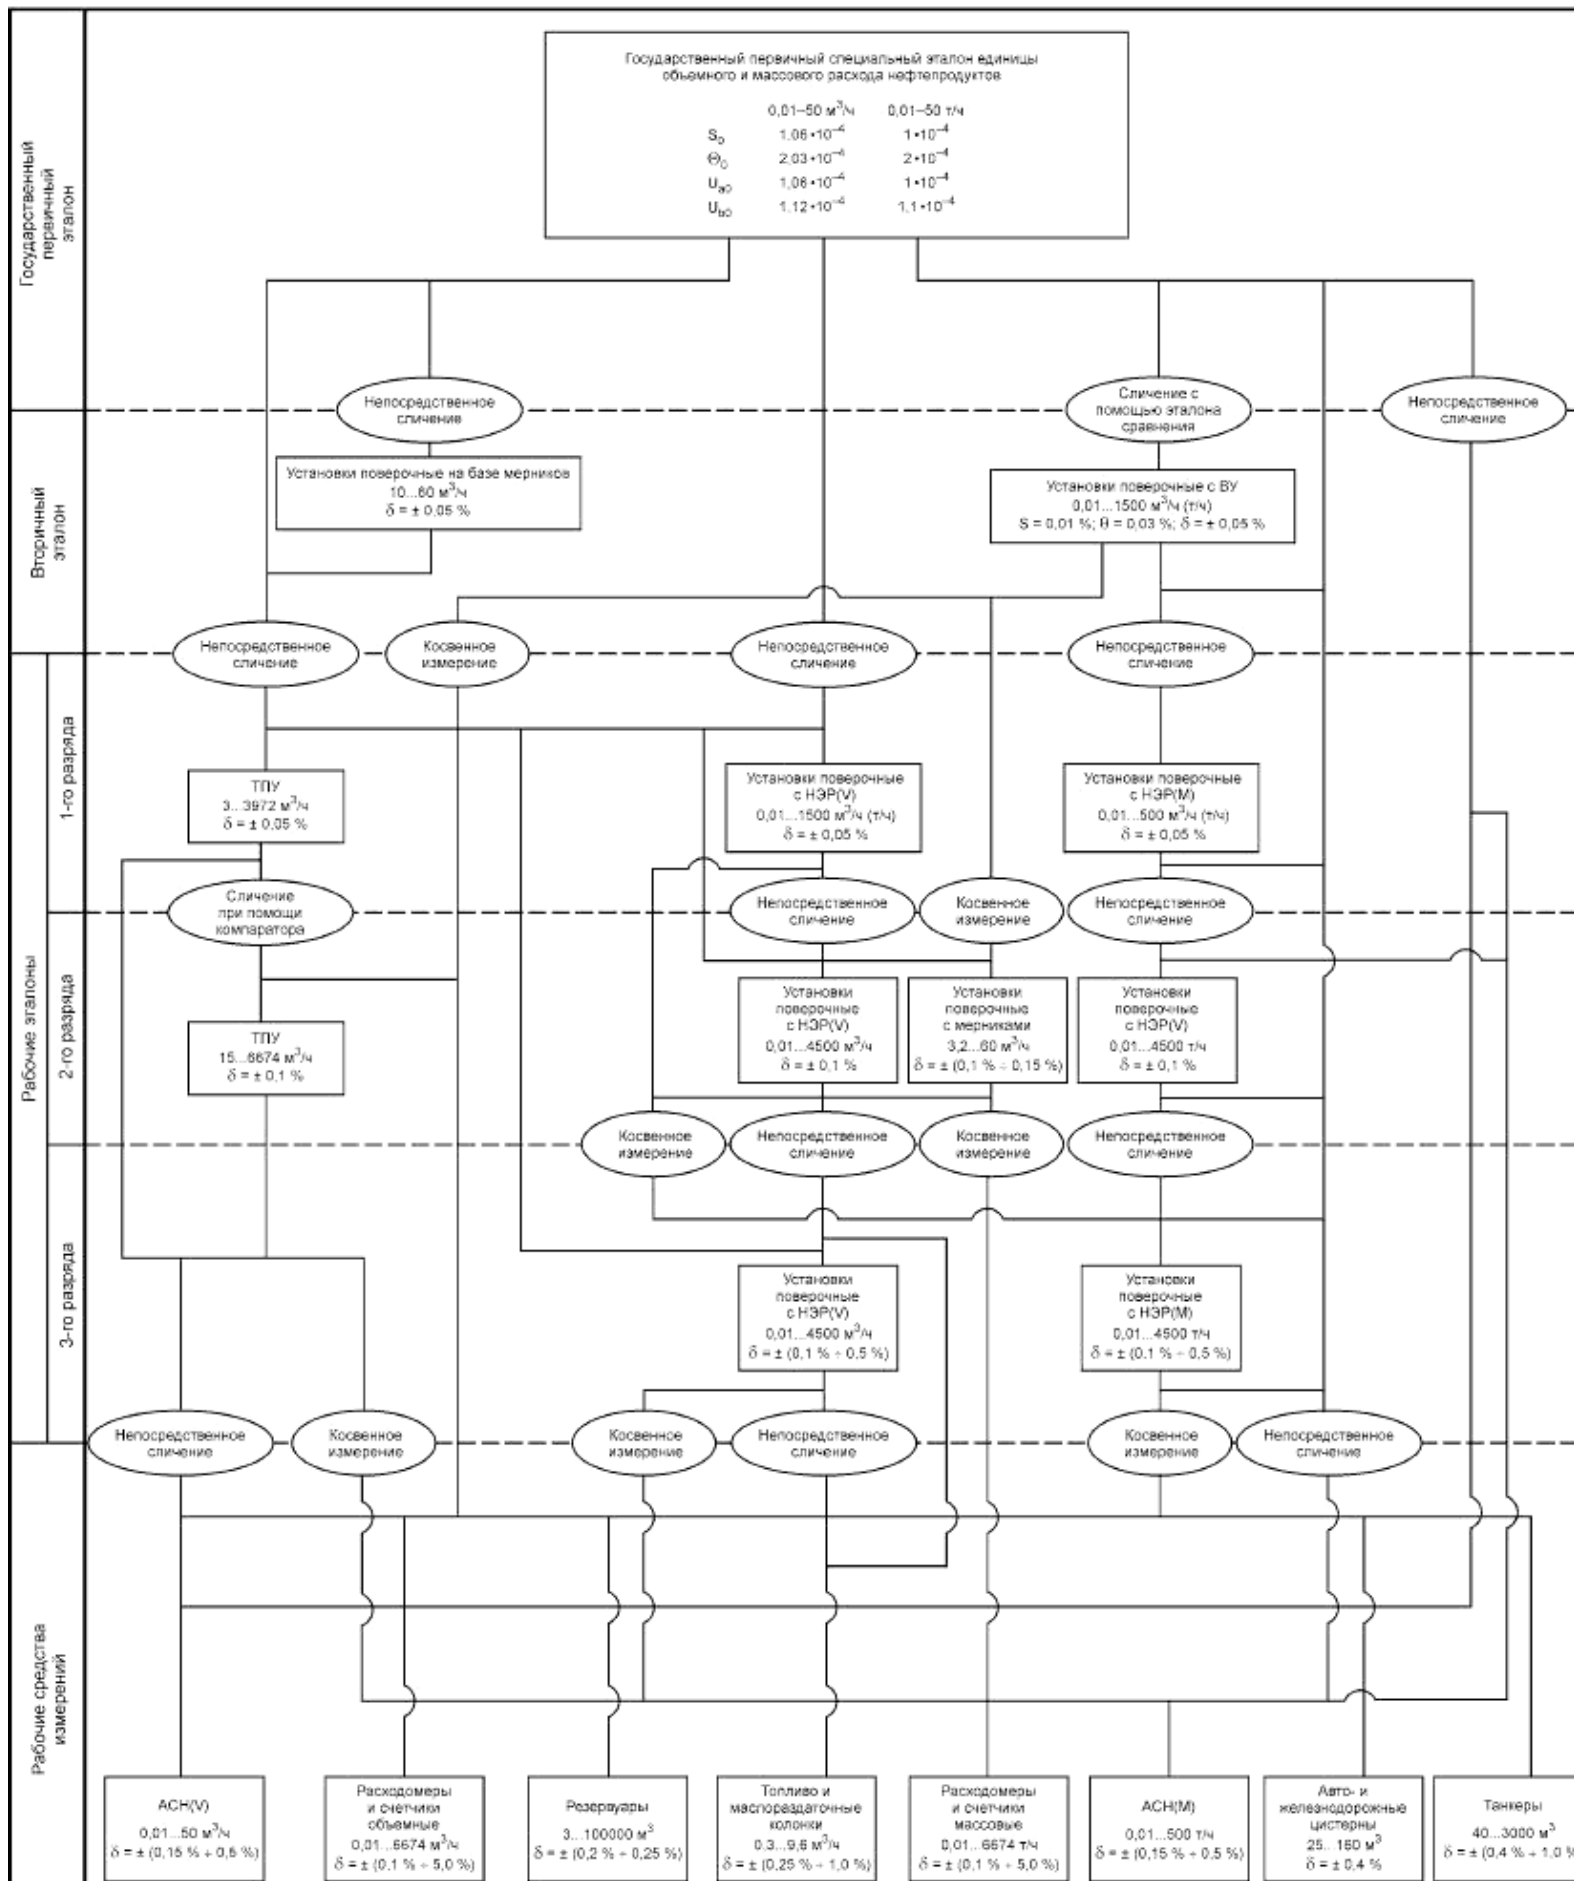 Государственный
первичный
эталон
Государственный первичный специальный эталон единицы
объемного и массового расхода нефтепродуктов
0,01–50 м³/ч 0,01–50 т/ч
S₀ 1,06•10⁻⁴ 1•10⁻⁴
Θ₀ 2,03•10⁻⁴ 2•10⁻⁴
Uₐ₀ 1,06•10⁻⁴ 1•10⁻⁴
U_b0 1,12•10⁻⁴ 1,1•10⁻⁴
Непосредственное
сличение
Сличение с
помощью эталона
сравнения
Непосредственное
сличение
Вторичный
эталон
Установки поверочные на базе мерников
10...60 м³/ч
δ = ± 0,05 %
Установки поверочные с ВУ
0,01...1500 м³/ч (т/ч)
S = 0,01 %; θ = 0,03 %; δ = ± 0,05 %
Непосредственное
сличение
Косвенное
измерение
Непосредственное
сличение
Непосредственное
сличение
Рабочие эталоны
1-го разряда
ТПУ
3...3972 м³/ч
δ = ± 0,05 %
Установки поверочные
с НЭР(V)
0,01...1500 м³/ч (т/ч)
δ = ± 0,05 %
Установки поверочные
с НЭР(М)
0,01...500 м³/ч (т/ч)
δ = ± 0,05 %
Сличение
при помощи
компаратора
Непосредственное
сличение
Косвенное
измерение
Непосредственное
сличение
2-го разряда
ТПУ
15...6674 м³/ч
δ = ± 0,1 %
Установки
поверочные
с НЭР(V)
0,01...4500 м³/ч
δ = ± 0,1 %
Установки
поверочные
с мерниками
3,2...60 м³/ч
δ = ± (0,1 % ÷ 0,15 %)
Установки
поверочные
с НЭР(V)
0,01...4500 т/ч
δ = ± 0,1 %
Косвенное
измерение
Непосредственное
сличение
Косвенное
измерение
Непосредственное
сличение
3-го разряда
Установки
поверочные
с НЭР(V)
0,01...4500 м³/ч
δ = ± (0,1 % ÷ 0,5 %)
Установки
поверочные
с НЭР(М)
0,01...4500 т/ч
δ = ± (0,1 % ÷ 0,5 %)
Непосредственное
сличение
Косвенное
измерение
Косвенное
измерение
Непосредственное
сличение
Косвенное
измерение
Непосредственное
сличение
Рабочие средства
измерений
АСН(V)
0,01...50 м³/ч
δ = ± (0,15 % ÷ 0,5 %)
Расходомеры
и счетчики
объемные
0,01...6674 м³/ч
δ = ± (0,1 % ÷ 5,0 %)
Резервуары
3...100000 м³
δ = ± (0,2 % ÷ 0,25 %)
Топливо и
маслораздаточные
колонки
0,3...9,6 м³/ч
δ = ± (0,25 % ÷ 1,0 %)
Расходомеры
и счетчики
массовые
0,01...6674 т/ч
δ = ± (0,1 % ÷ 5,0 %)
АСН(М)
0,01...500 т/ч
δ = ± (0,15 % ÷ 0,5 %)
Авто- и
железнодорожные
цистерны
25...160 м³
δ = ± 0,4 %
Танкеры
40...3000 м³
δ = ± (0,4 % ÷ 1,0 %